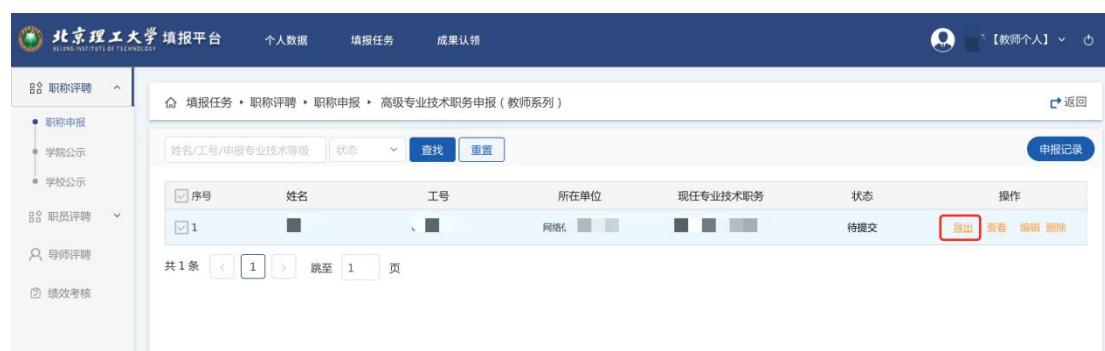 北京理工大学 填报平台 个人数据 填报任务 成果认领 【教师个人】
BEIJING INSTITUTE OF TECHNOLOGY
职称评聘
职称申报
学院公示
学校公示
职员评聘
导师评聘
绩效考核
填报任务 ▸ 职称评聘 ▸ 职称申报 ▸ 高级专业技术职务申报（教师系列） 返回
姓名/工号/申报专业技术等级 状态 查找 重置 申报记录
序号 姓名 工号 所在单位 现任专业技术职务 状态 操作
1 网络 待提交 导出 查看 编辑 删除
共1条 < 1 > 跳至 1 页